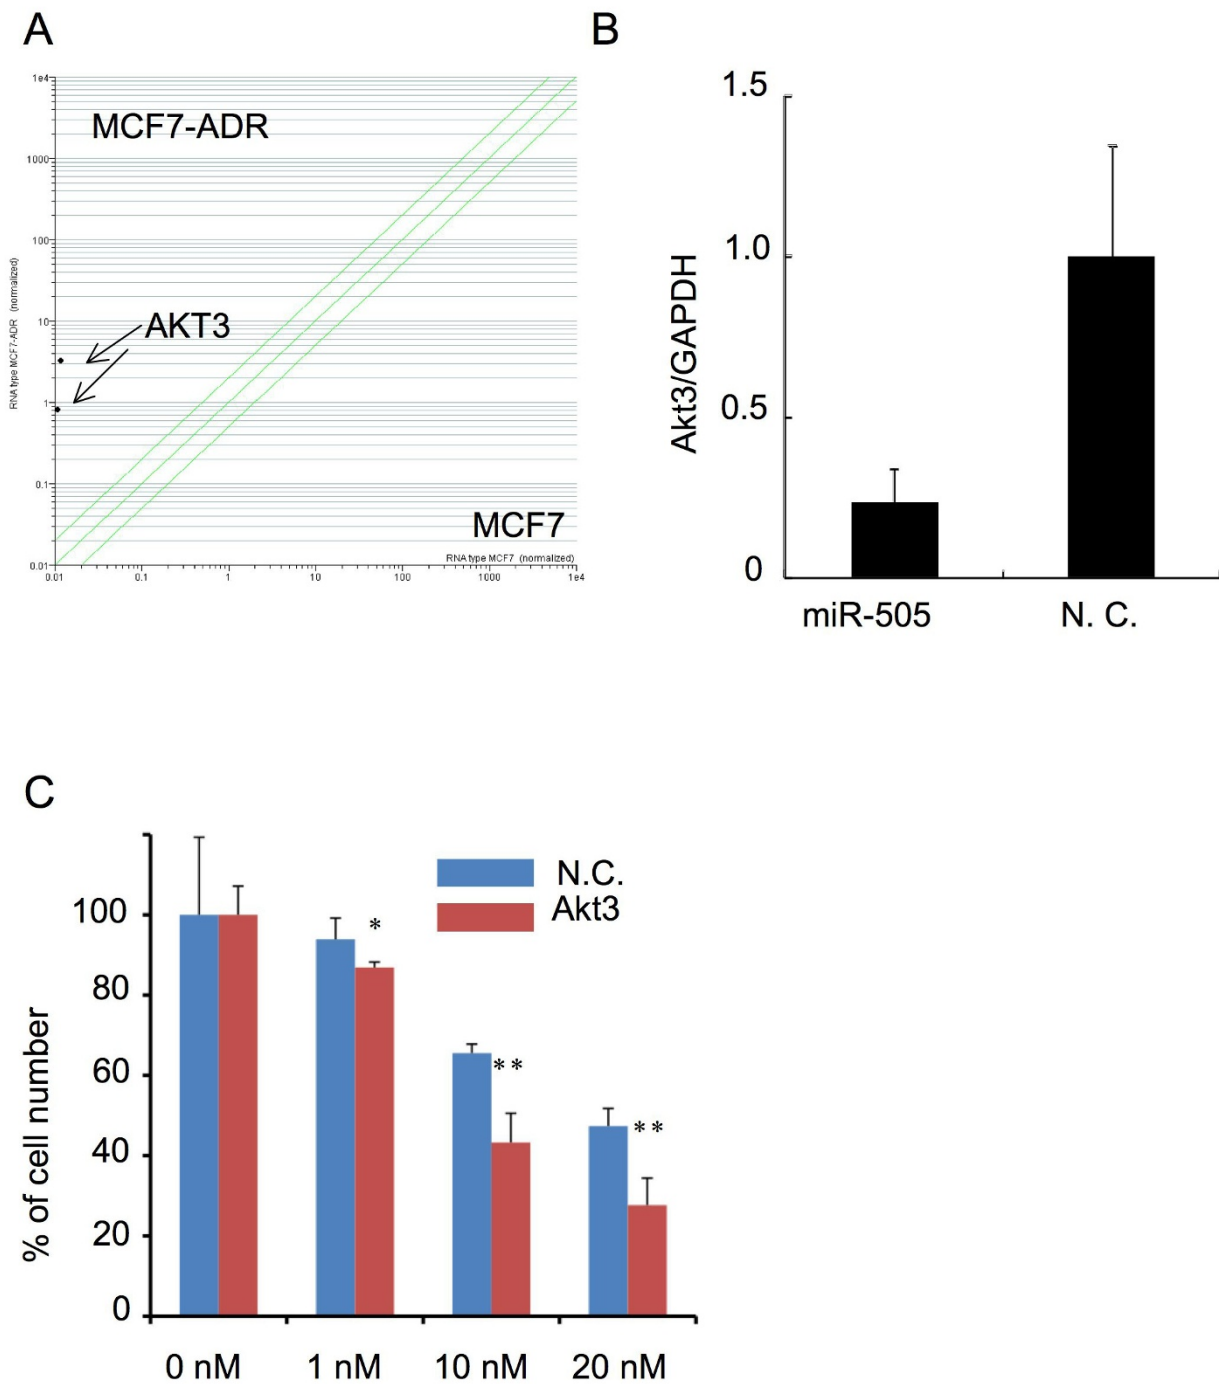 A
1e4
MCF7-ADR
1000
100
RNA type MCF7-ADR (normalized)
10
AKT3
1
0.1
MCF7
RNA type MCF7 (normalized)
0.01
0.01 0.1 1 10 100 1000 1e4
B
1.5
1.0
Akt3/GAPDH
0.5
0
miR-505 N. C.
C
N.C.
Akt3
100
80
% of cell number
60
40
20
0
*
**
**
0 nM 1 nM 10 nM 20 nM